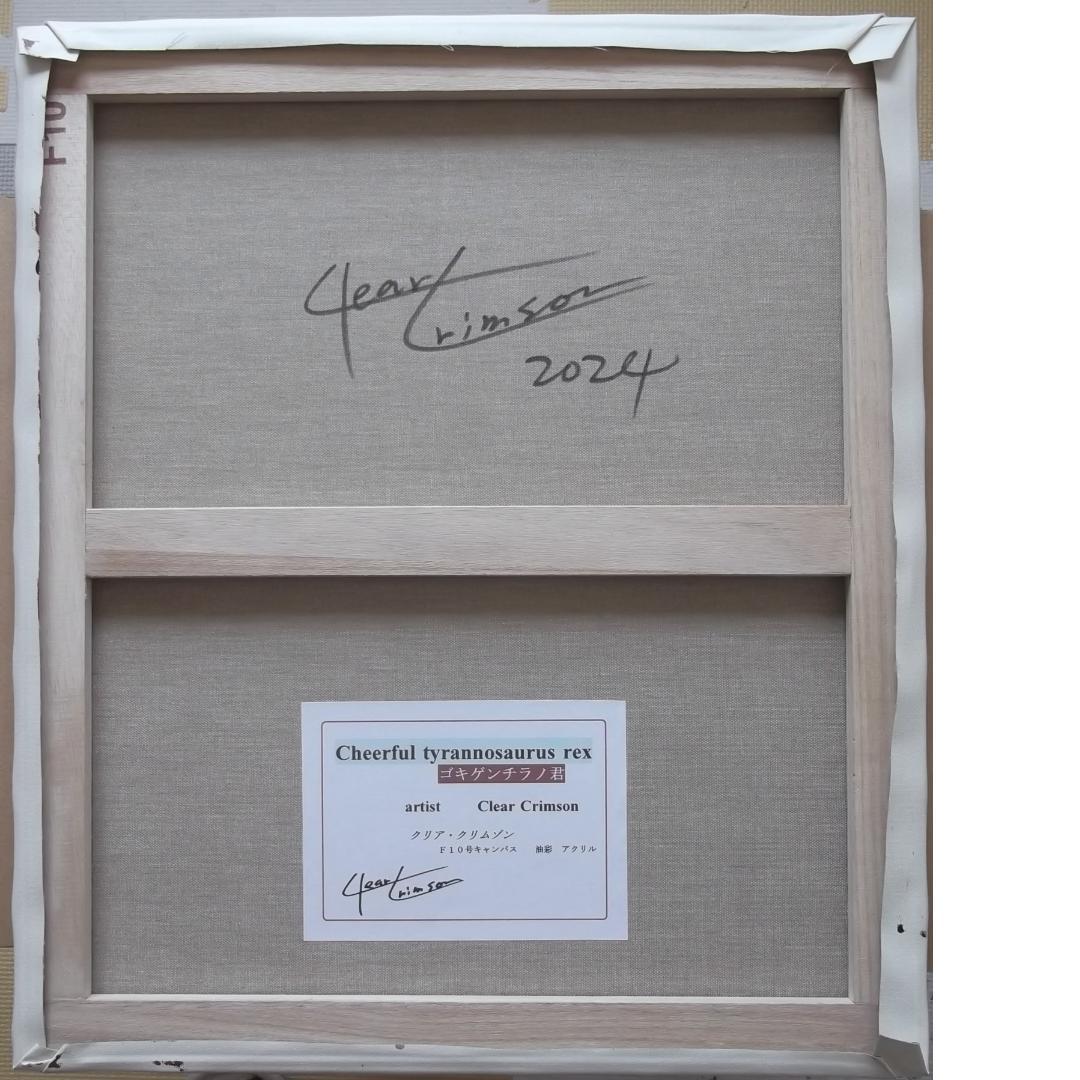 F10
Clear
Crimson
2024
Cheerful tyrannosaurus rex
ゴキゲンチラノ君
artist Clear Crimson
クリア・クリムゾン
F10号キャンバス 油彩 アクリル
Clear Crimson